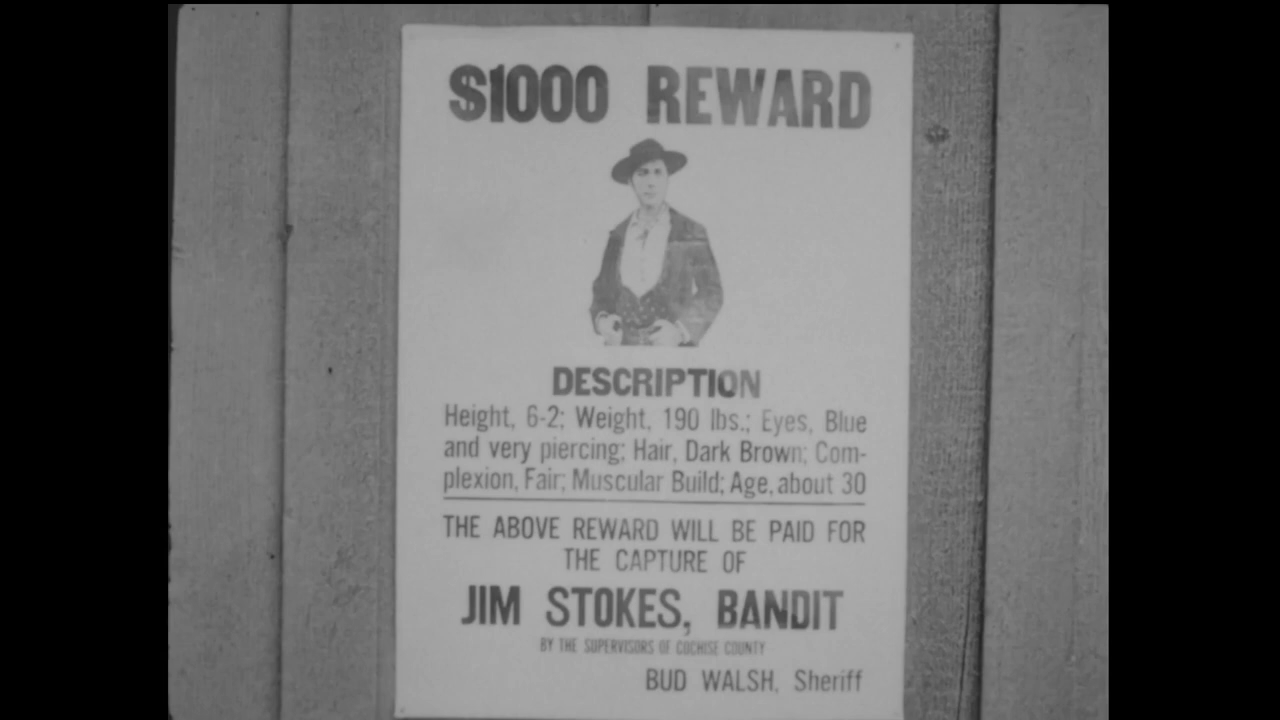 $1000 REWARD
DESCRIPTION
Height, 6-2; Weight, 190 lbs.; Eyes, Blue
and very piercing; Hair, Dark Brown; Com-
plexion, Fair; Muscular Build; Age, about 30
THE ABOVE REWARD WILL BE PAID FOR
THE CAPTURE OF
JIM STOKES, BANDIT
BY THE SUPERVISORS OF COCHISE COUNTY
BUD WALSH, Sheriff